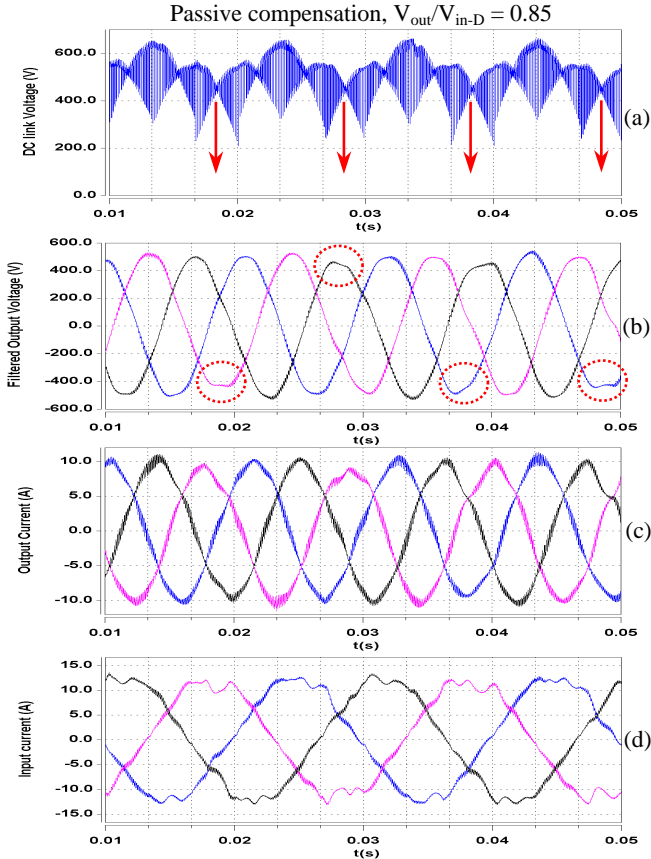 Passive compensation, V_out/V_in-D = 0.85
DC link Voltage (V)
600.0
400.0
200.0
0.0
(a)
0.01 0.02 0.03 0.04 0.05
t(s)
Flitered Output Voltage (V)
600.0
400.0
200.0
0.0
-200.0
-400.0
-600.0
(b)
0.01 0.02 0.03 0.04 0.05
t(s)
Output Current (A)
10.0
5.0
0.0
-5.0
-10.0
(c)
0.01 0.02 0.03 0.04 0.05
t(s)
Input current (A)
15.0
10.0
5.0
0.0
-5.0
-10.0
-15.0
(d)
0.01 0.02 0.03 0.04 0.05
t(s)